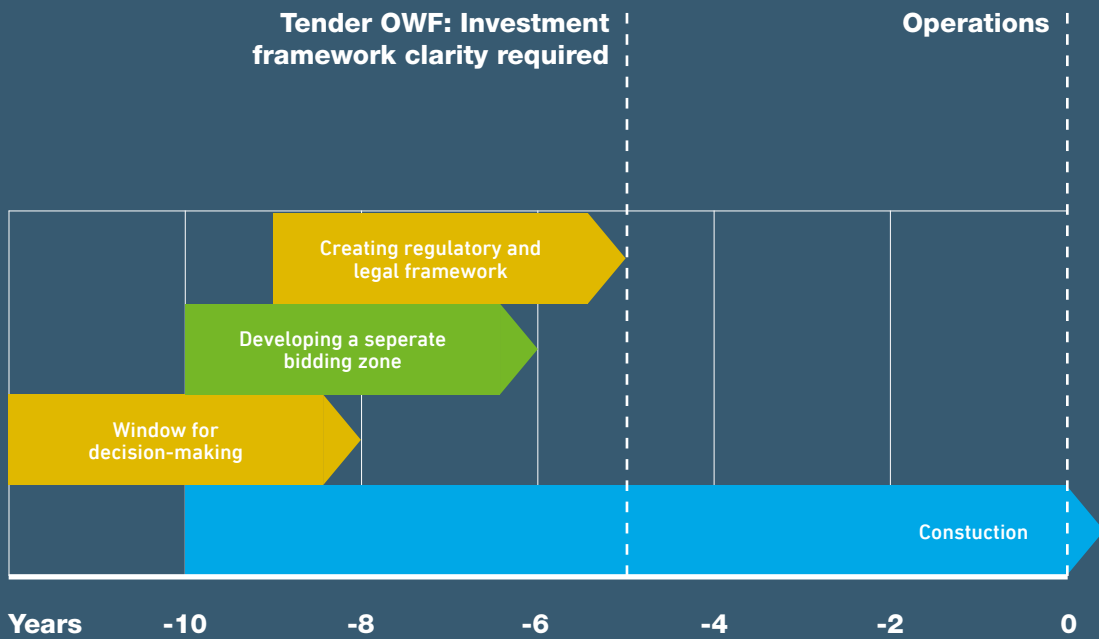 Tender OWF: Investment
framework clarity required
Operations
Creating regulatory and
legal framework
Developing a seperate
bidding zone
Window for
decision-making
Constuction
Years -10 -8 -6 -4 -2 0